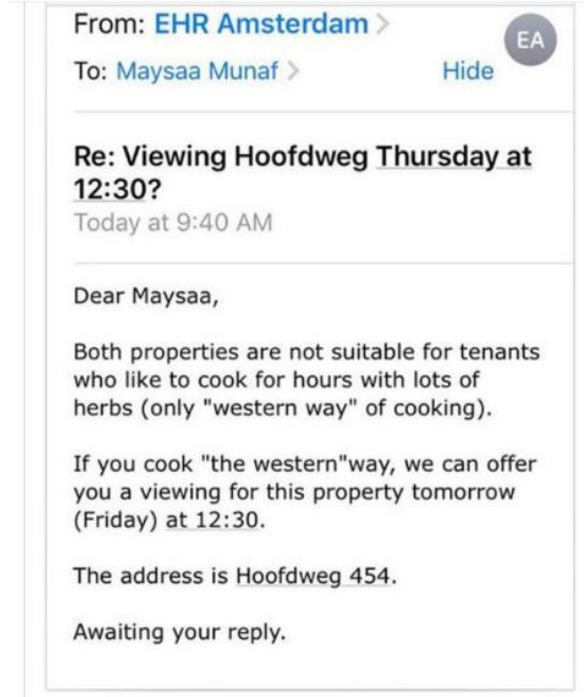 From: EHR Amsterdam >
EA
To: Maysaa Munaf >
Hide
Re: Viewing Hoofdweg Thursday at
12:30?
Today at 9:40 AM
Dear Maysaa,
Both properties are not suitable for tenants
who like to cook for hours with lots of
herbs (only "western way" of cooking).
If you cook "the western"way, we can offer
you a viewing for this property tomorrow
(Friday) at 12:30.
The address is Hoofdweg 454.
Awaiting your reply.